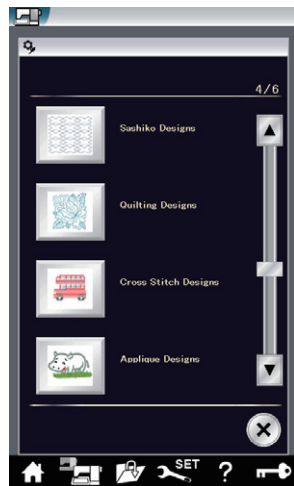 4/6
Sashiko Designs
Quilting Designs
Cross Stitch Designs
Applique Designs
SET
?